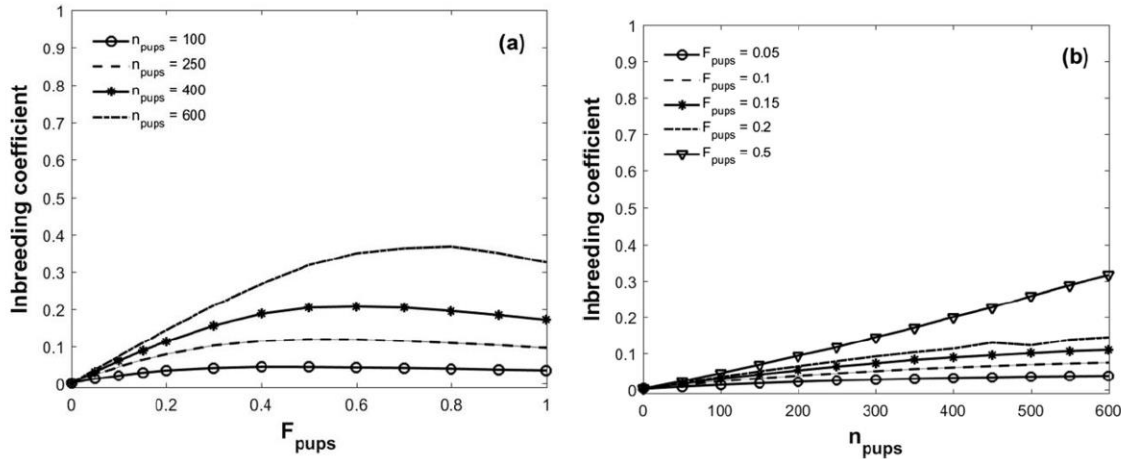 (a)
n_pups = 100
n_pups = 250
n_pups = 400
n_pups = 600
Inbreeding coefficient
1
0.9
0.8
0.7
0.6
0.5
0.4
0.3
0.2
0.1
0
0 0.2 0.4 0.6 0.8 1
F_pups
(b)
F_pups = 0.05
F_pups = 0.1
F_pups = 0.15
F_pups = 0.2
F_pups = 0.5
Inbreeding coefficient
1
0.9
0.8
0.7
0.6
0.5
0.4
0.3
0.2
0.1
0
0 100 200 300 400 500 600
n_pups